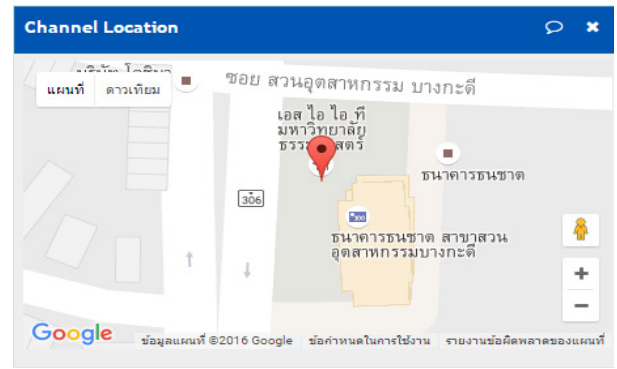 Channel Location
บริษัท โตชิบา
แผนที่ ดาวเทียม
ซอย สวนอุตสาหกรรม บางกะดี
เอส ไอ ไอ ที
มหาวิทยาลัย
ธนาคารธนชาต
306
ธนาคารธนชาต สาขาสวน
อุตสาหกรรมบางกะดี
Google
ข้อมูลแผนที่ ©2016 Google ข้อกำหนดในการใช้งาน รายงานข้อผิดพลาดของแผนที่